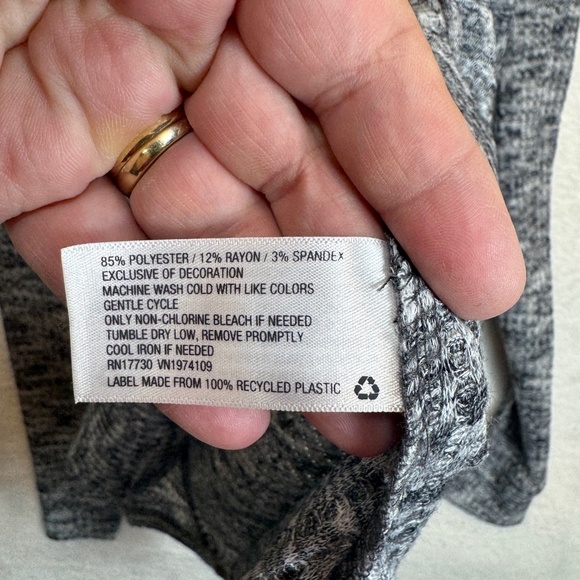 85% POLYESTER / 12% RAYON / 3% SPANDEX
EXCLUSIVE OF DECORATION
MACHINE WASH COLD WITH LIKE COLORS
GENTLE CYCLE
ONLY NON-CHLORINE BLEACH IF NEEDED
TUMBLE DRY LOW, REMOVE PROMPTLY
COOL IRON IF NEEDED
RN17730 VN1974109
LABEL MADE FROM 100% RECYCLED PLASTIC